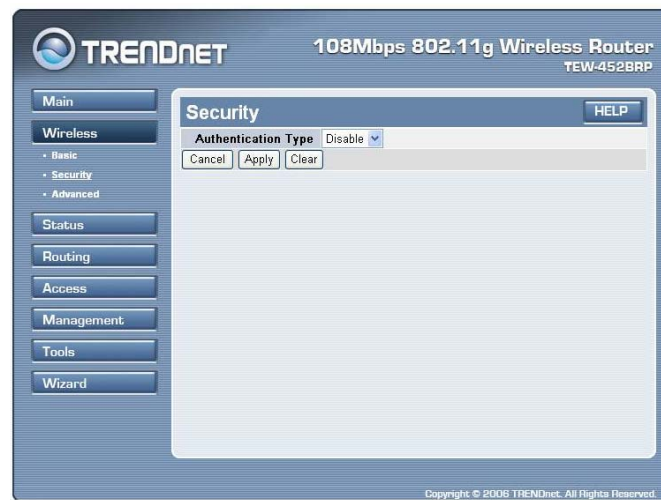 TRENDNET
108Mbps 802.11g Wireless Router
TEW-452BRP
Main
Wireless
• Basic
• Security
• Advanced
Status
Routing
Access
Management
Tools
Wizard
Security
HELP
Authentication Type Disable
Cancel Apply Clear
Copyright © 2006 TRENDnet. All Rights Reserved.